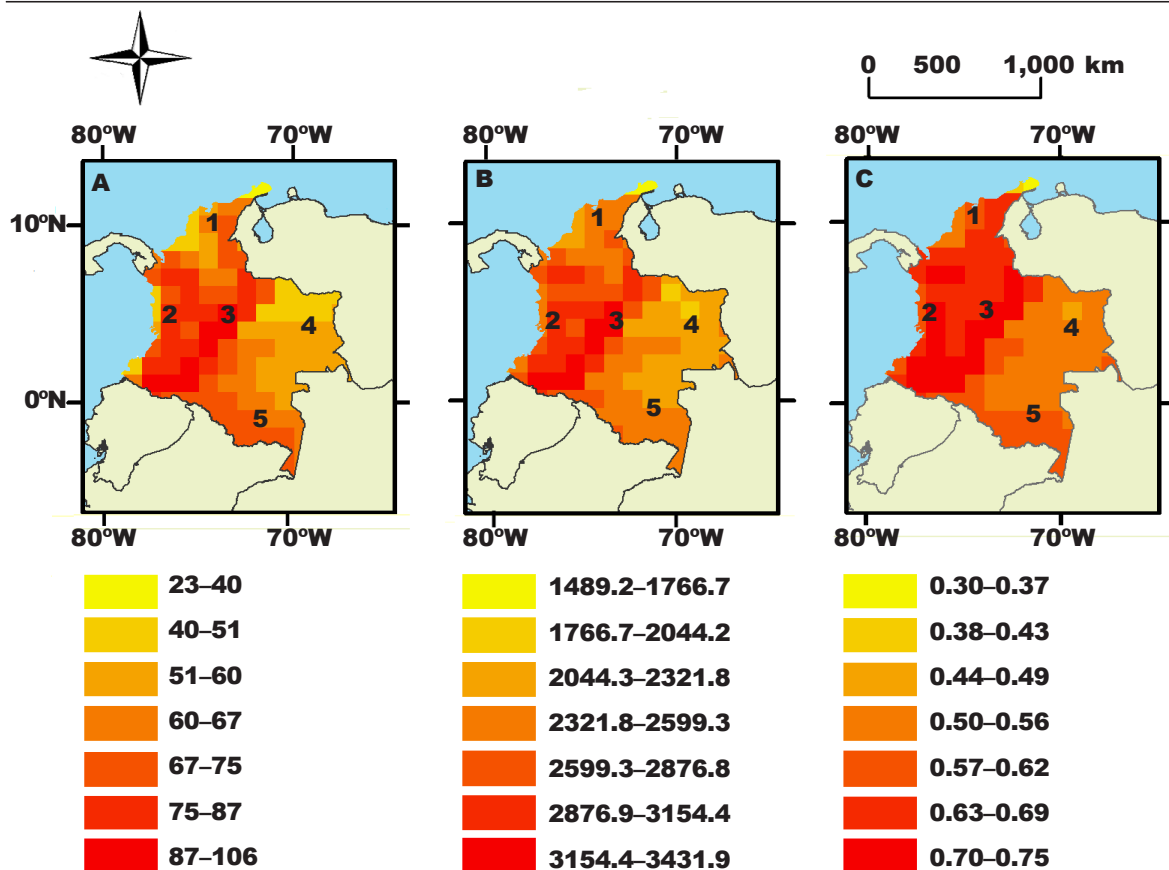 0 500 1,000 km
80ºW 70ºW 80ºW 70ºW 80ºW 70ºW
A B C
10ºN 1 1 1
2 3 4 2 3 4 2 3 4
0ºN 5 5 5
80ºW 70ºW 80ºW 70ºW 80ºW 70ºW
23–40 1489.2–1766.7 0.30–0.37
40–51 1766.7–2044.2 0.38–0.43
51–60 2044.3–2321.8 0.44–0.49
60–67 2321.8–2599.3 0.50–0.56
67–75 2599.3–2876.8 0.57–0.62
75–87 2876.9–3154.4 0.63–0.69
87–106 3154.4–3431.9 0.70–0.75